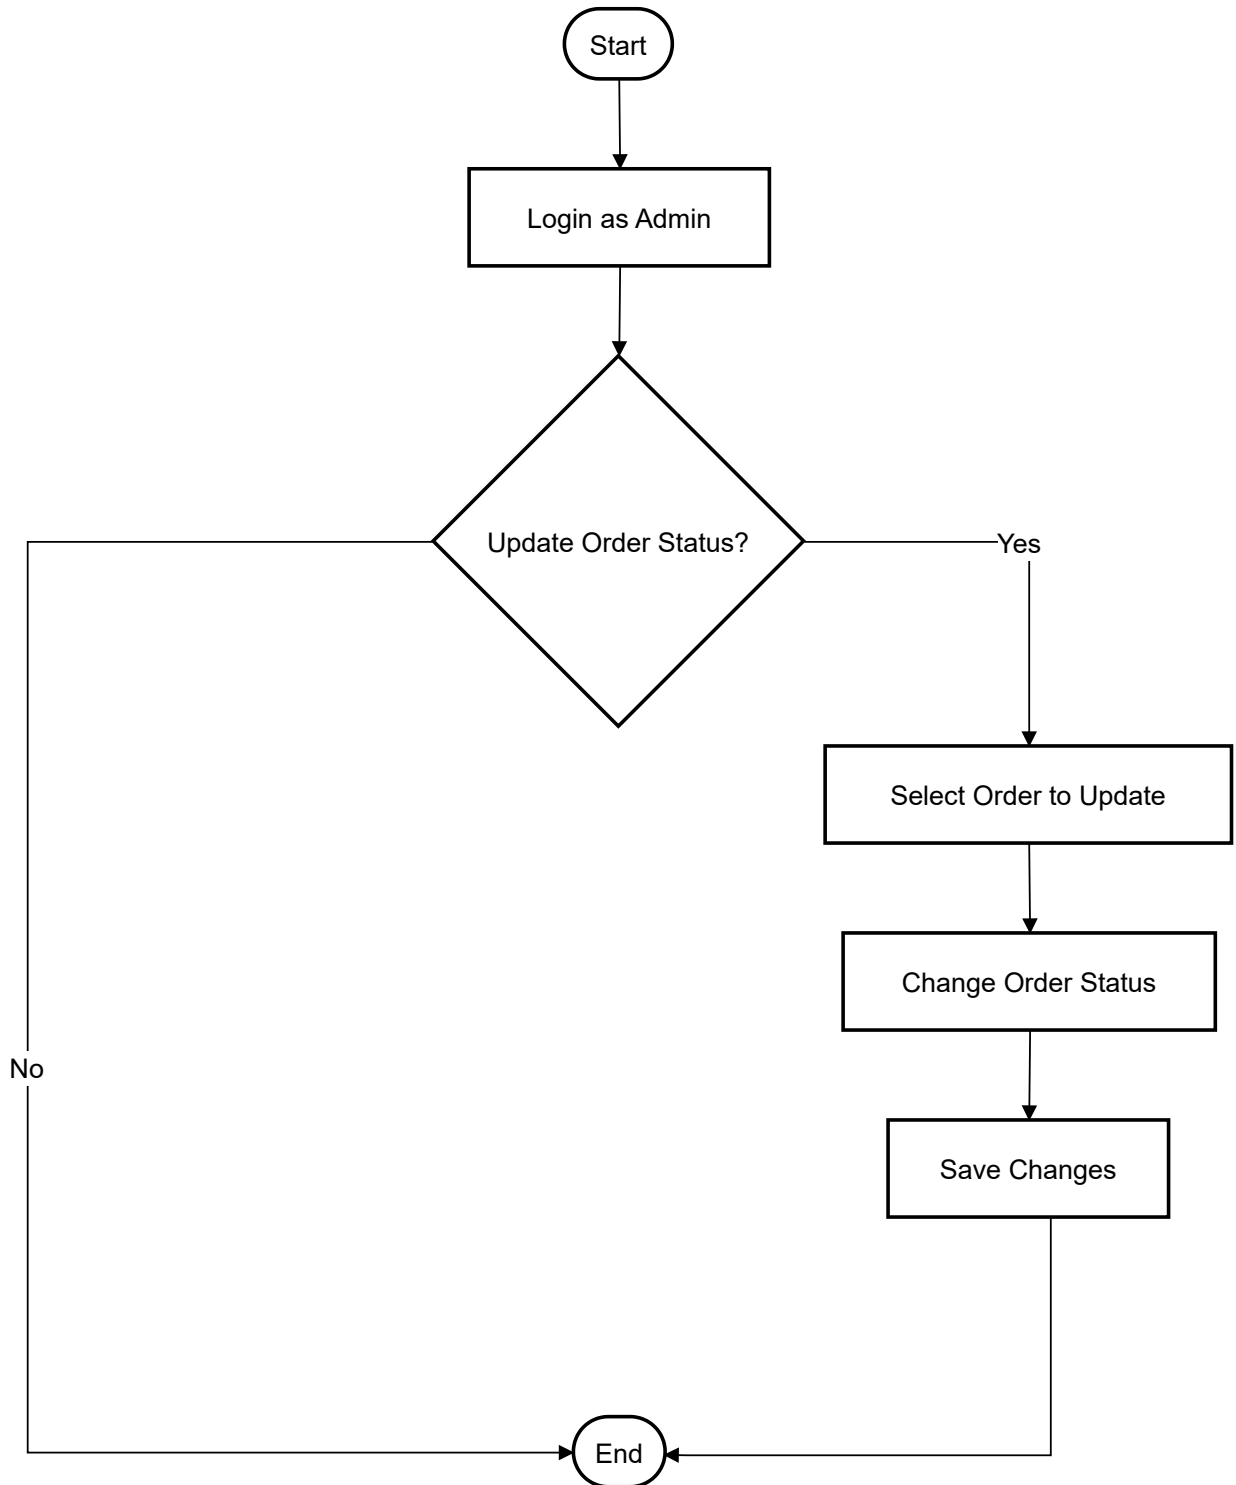 Start
Login as Admin
Update Order Status?
Yes
Select Order to Update
Change Order Status
No
Save Changes
End